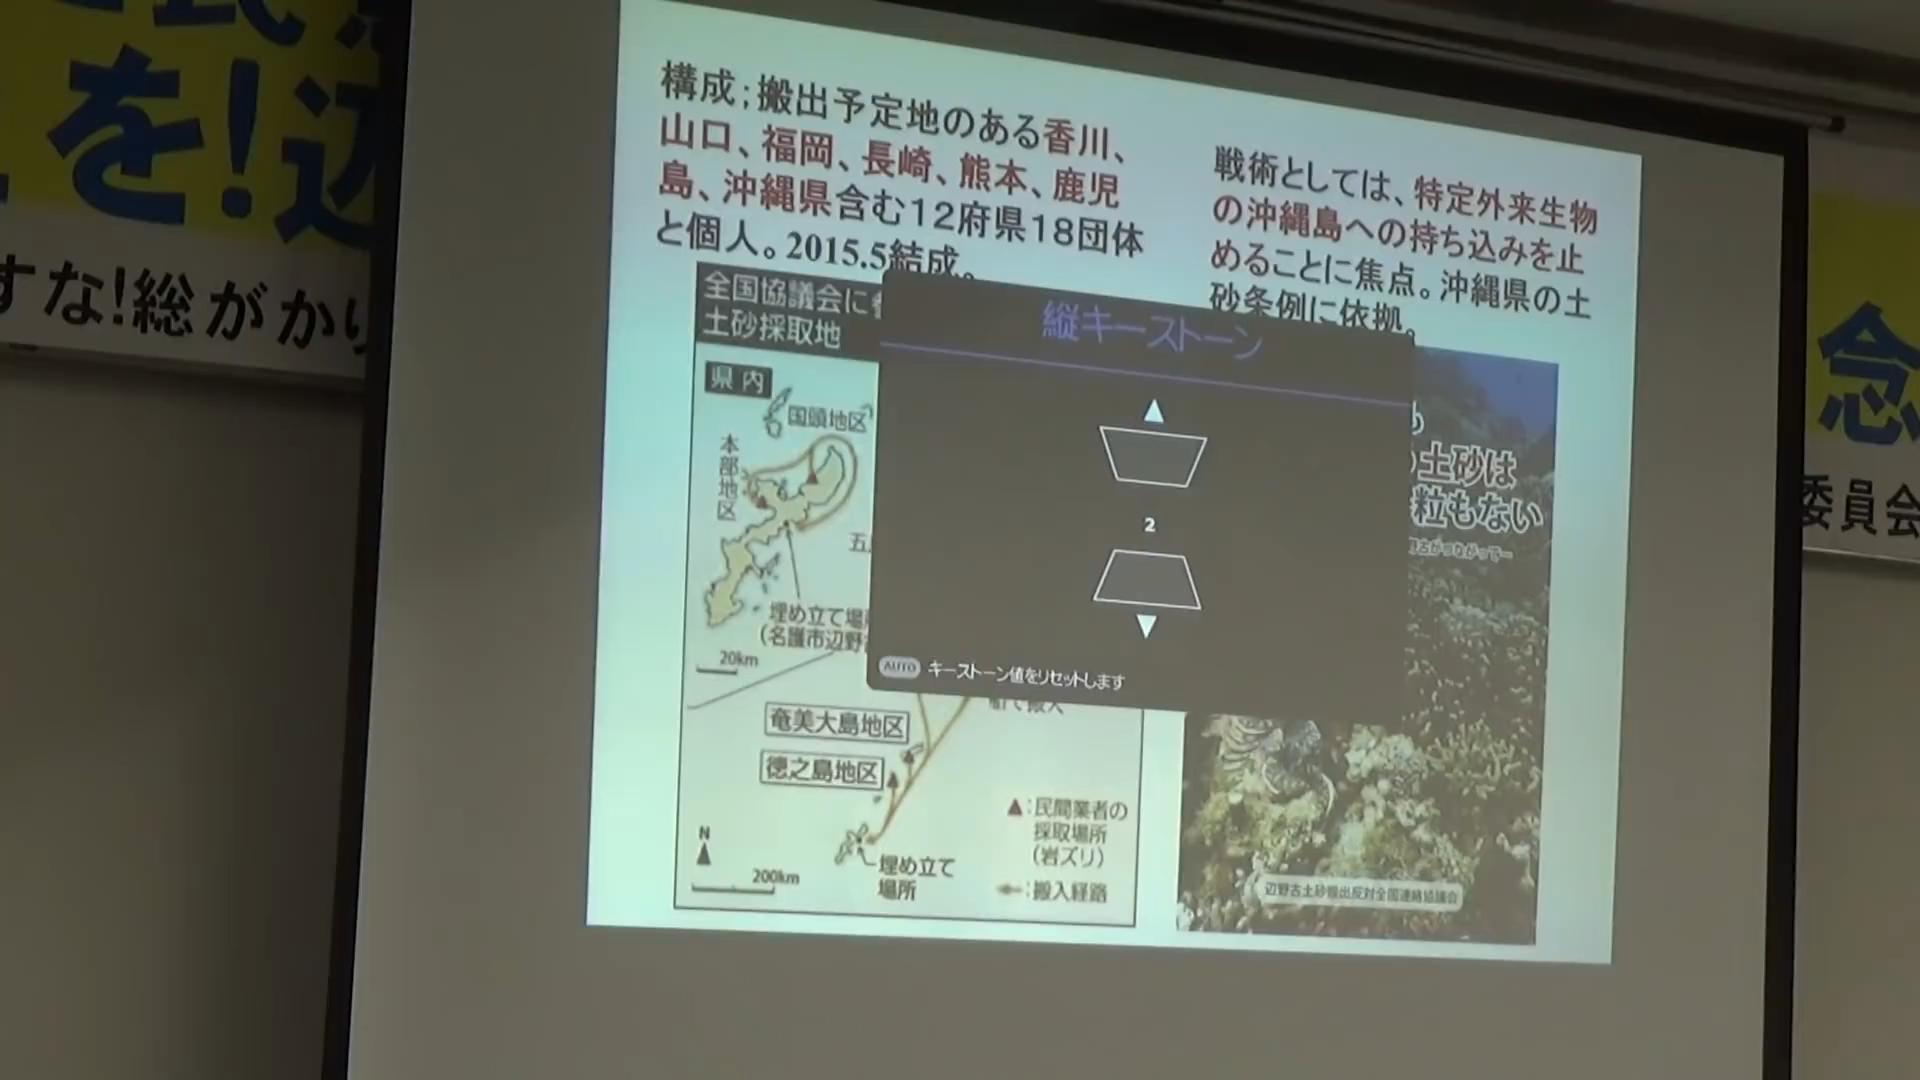 を!辺
すな!総がかり
構成;搬出予定地のある香川、
山口、福岡、長崎、熊本、鹿児
島、沖縄県含む12府県18団体
と個人。2015.5結成。
戦術としては、特定外来生物
の沖縄島への持ち込みを止
めることに焦点。沖縄県の土
砂条例に依拠。
全国協議会に
土砂採取地
県内
国頭地区
本部地区
五
埋め立て場
(名護市辺野
20km
縦キーストーン
2
AUTO キーストーン値をリセットします
土砂は
粒もない
奄美大島地区
徳之島地区
▲:民間業者の
採取場所
(岩ズリ)
:搬入経路
埋め立て
場所
N
200km
辺野古土砂搬出反対全国連絡協議会
念
委員会